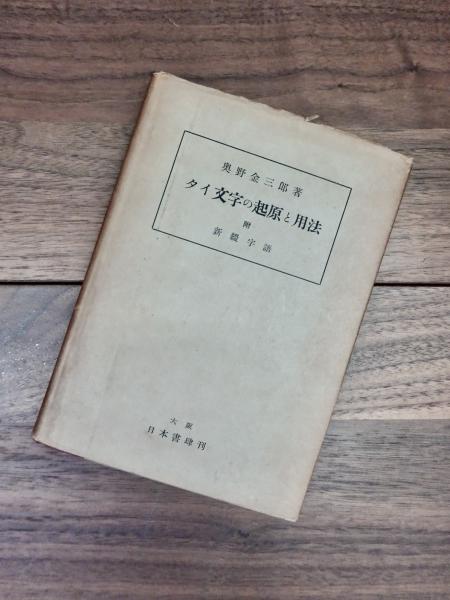 奥野金三郎著
タイ文字の起原と用法
附
新綴字語
大阪
日本書肆刊